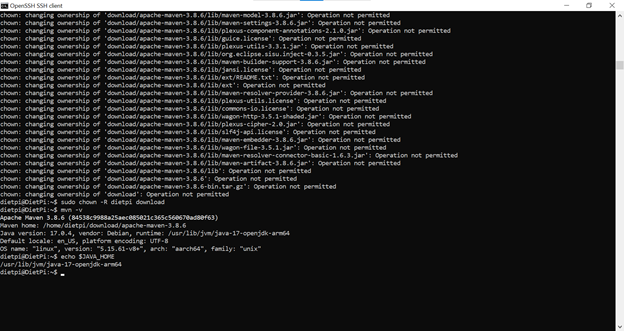 OpenSSH SSH client
chown: changing ownership of 'download/apache-maven-3.8.6/lib/maven-model-3.8.6.jar': Operation not permitted
chown: changing ownership of 'download/apache-maven-3.8.6/lib/maven-settings-3.8.6.jar': Operation not permitted
chown: changing ownership of 'download/apache-maven-3.8.6/lib/plexus-component-annotations-2.1.0.jar': Operation not permitted
chown: changing ownership of 'download/apache-maven-3.8.6/lib/guice.license': Operation not permitted
chown: changing ownership of 'download/apache-maven-3.8.6/lib/plexus-utils-3.3.1.jar': Operation not permitted
chown: changing ownership of 'download/apache-maven-3.8.6/lib/org.eclipse.sisu.inject-0.3.5.jar': Operation not permitted
chown: changing ownership of 'download/apache-maven-3.8.6/lib/maven-builder-support-3.8.6.jar': Operation not permitted
chown: changing ownership of 'download/apache-maven-3.8.6/lib/jansi.license': Operation not permitted
chown: changing ownership of 'download/apache-maven-3.8.6/lib/ext/README.txt': Operation not permitted
chown: changing ownership of 'download/apache-maven-3.8.6/lib/ext': Operation not permitted
chown: changing ownership of 'download/apache-maven-3.8.6/lib/maven-resolver-provider-3.8.6.jar': Operation not permitted
chown: changing ownership of 'download/apache-maven-3.8.6/lib/plexus-utils.license': Operation not permitted
chown: changing ownership of 'download/apache-maven-3.8.6/lib/commons-io.license': Operation not permitted
chown: changing ownership of 'download/apache-maven-3.8.6/lib/wagon-http-3.5.1-shaded.jar': Operation not permitted
chown: changing ownership of 'download/apache-maven-3.8.6/lib/plexus-cipher-2.0.jar': Operation not permitted
chown: changing ownership of 'download/apache-maven-3.8.6/lib/slf4j-api.license': Operation not permitted
chown: changing ownership of 'download/apache-maven-3.8.6/lib/maven-embedder-3.8.6.jar': Operation not permitted
chown: changing ownership of 'download/apache-maven-3.8.6/lib/wagon-file-3.5.1.jar': Operation not permitted
chown: changing ownership of 'download/apache-maven-3.8.6/lib/maven-resolver-connector-basic-1.6.3.jar': Operation not permitted
chown: changing ownership of 'download/apache-maven-3.8.6/lib/maven-artifact-3.8.6.jar': Operation not permitted
chown: changing ownership of 'download/apache-maven-3.8.6/lib': Operation not permitted
chown: changing ownership of 'download/apache-maven-3.8.6': Operation not permitted
chown: changing ownership of 'download/apache-maven-3.8.6-bin.tar.gz': Operation not permitted
chown: changing ownership of 'download': Operation not permitted
dietpi@DietPi:~$ sudo chown -R dietpi download
dietpi@DietPi:~$ mvn -v
Apache Maven 3.8.6 (84538c9988a25aec085021c365c560670ad80f63)
Maven home: /home/dietpi/download/apache-maven-3.8.6
Java version: 17.0.4, vendor: Debian, runtime: /usr/lib/jvm/java-17-openjdk-arm64
Default locale: en_US, platform encoding: UTF-8
OS name: "linux", version: "5.15.61-v8+", arch: "aarch64", family: "unix"
dietpi@DietPi:~$ echo $JAVA_HOME
/usr/lib/jvm/java-17-openjdk-arm64
dietpi@DietPi:~$